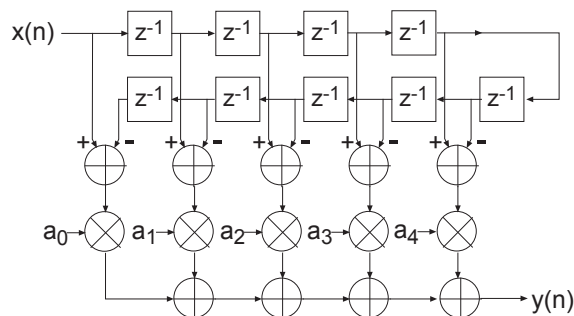 x(n) z⁻¹ z⁻¹ z⁻¹ z⁻¹
z⁻¹ z⁻¹ z⁻¹ z⁻¹ z⁻¹
+ - + - + - + - + -
a₀ a₁ a₂ a₃ a₄
y(n)